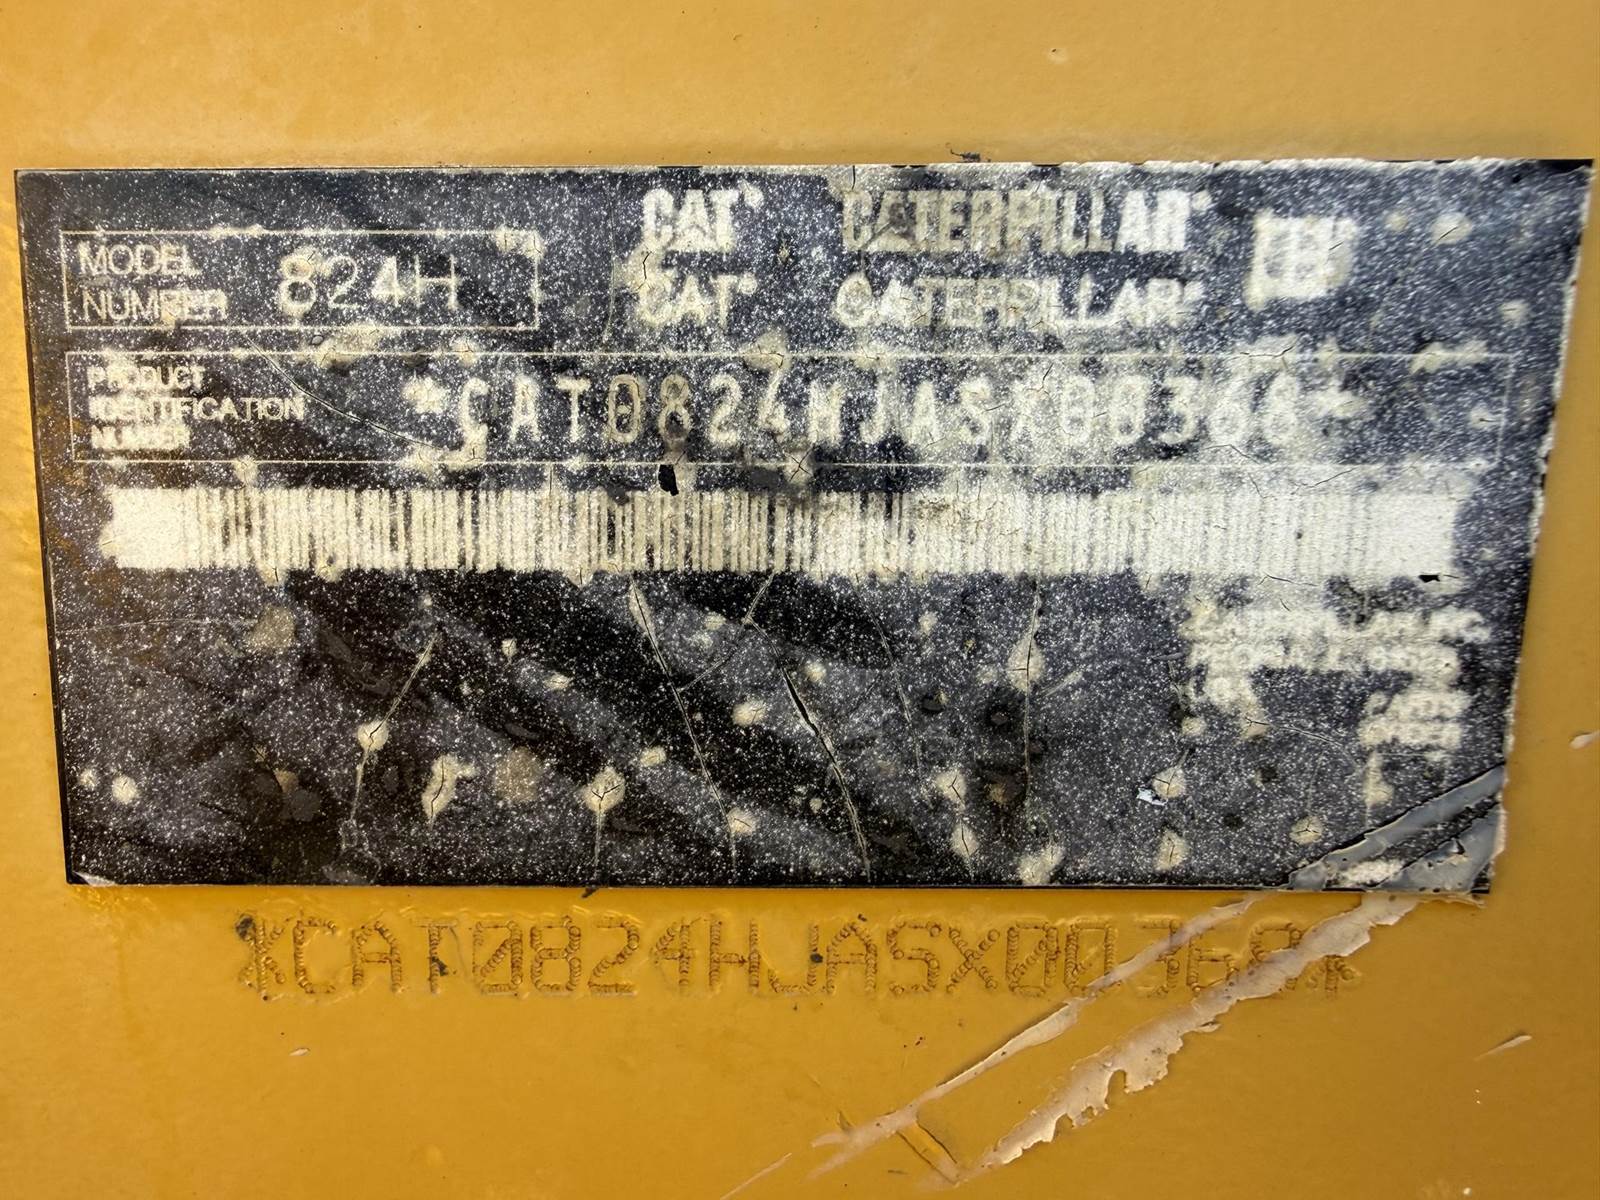 CAT CATERPILLAR
CAT CATERPILLAR
MODEL
NUMBER 824H
PRODUCT
IDENTIFICATION
NUMBER
*CAT0824HJASX00368*
*CAT0824HJASX00368*